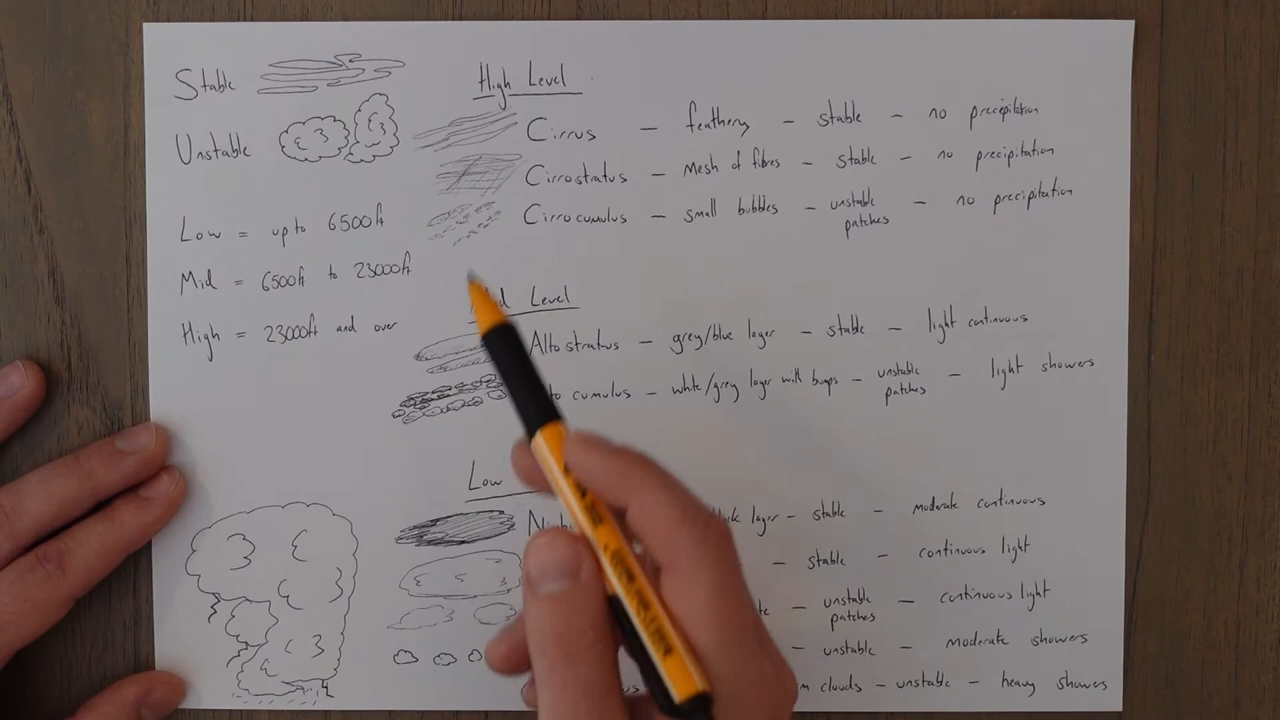 Stable
Unstable
Low = up to 6500ft
Mid = 6500ft to 23000ft
High = 23000ft and over
High Level
Cirrus — feathery — stable — no precipitation
Cirrostratus — Mesh of fibres — stable — no precipitation
Cirrocumulus — small bubbles — unstable patches — no precipitation
Level
Altostratus — grey/blue layer — stable — light continuous
cumulus — white/grey layer with bumps — unstable patches — light showers
Low
layer — stable — moderate continuous
— stable — continuous light
— unstable patches — continuous light
— unstable — moderate showers
clouds — unstable — heavy showers